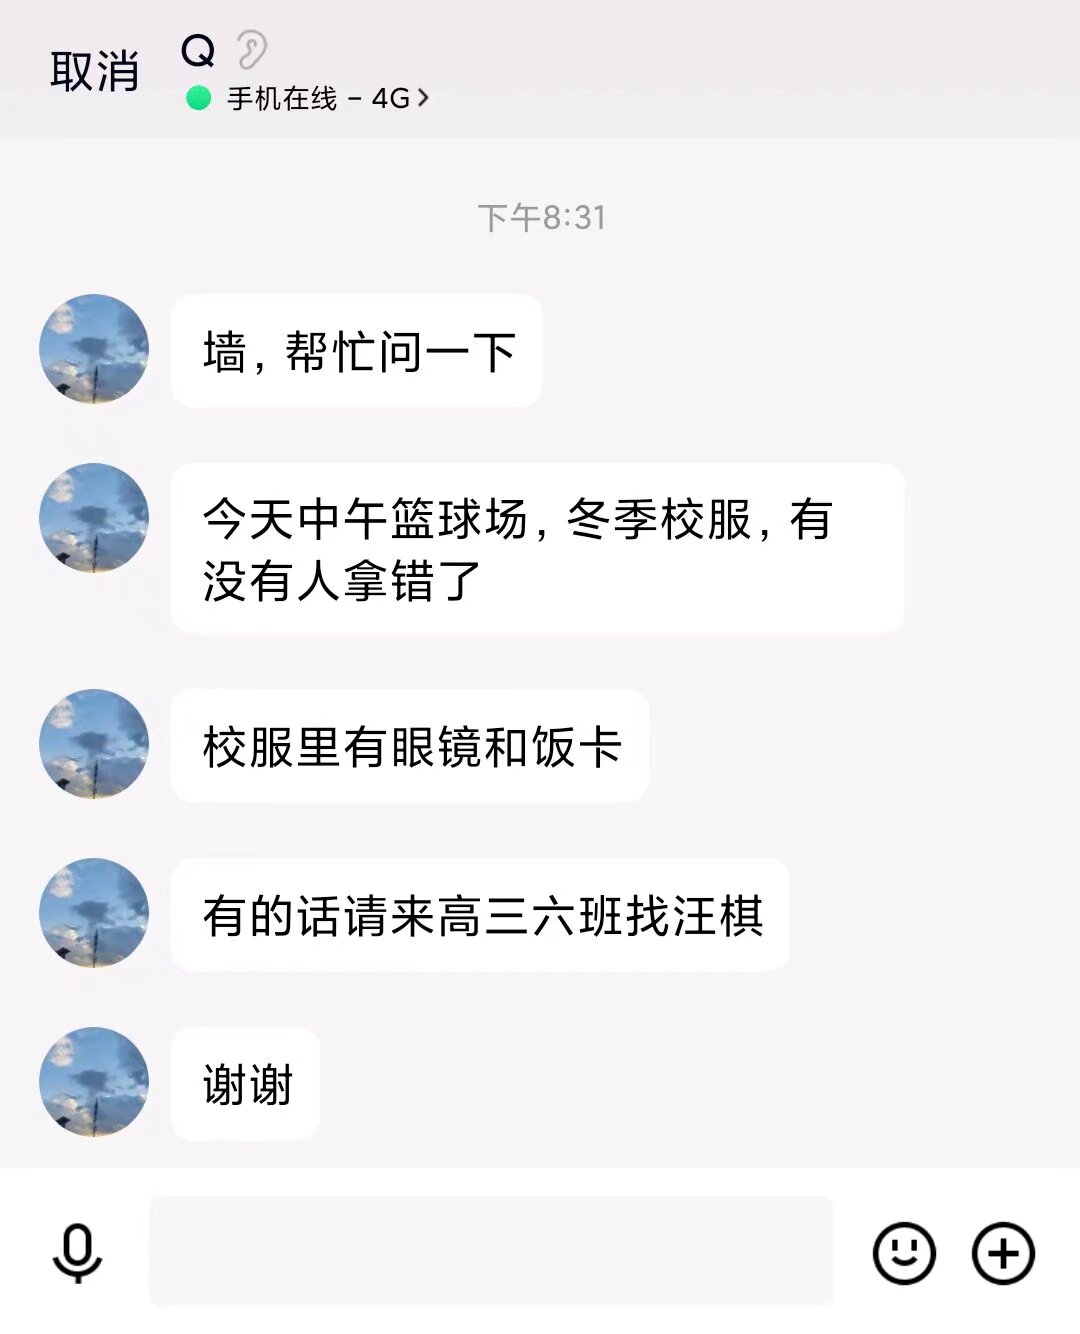 取消
Q
手机在线 - 4G>
下午8:31
墙，帮忙问一下
今天中午篮球场，冬季校服，有
没有人拿错了
校服里有眼镜和饭卡
有的话请来高三六班找汪棋
谢谢